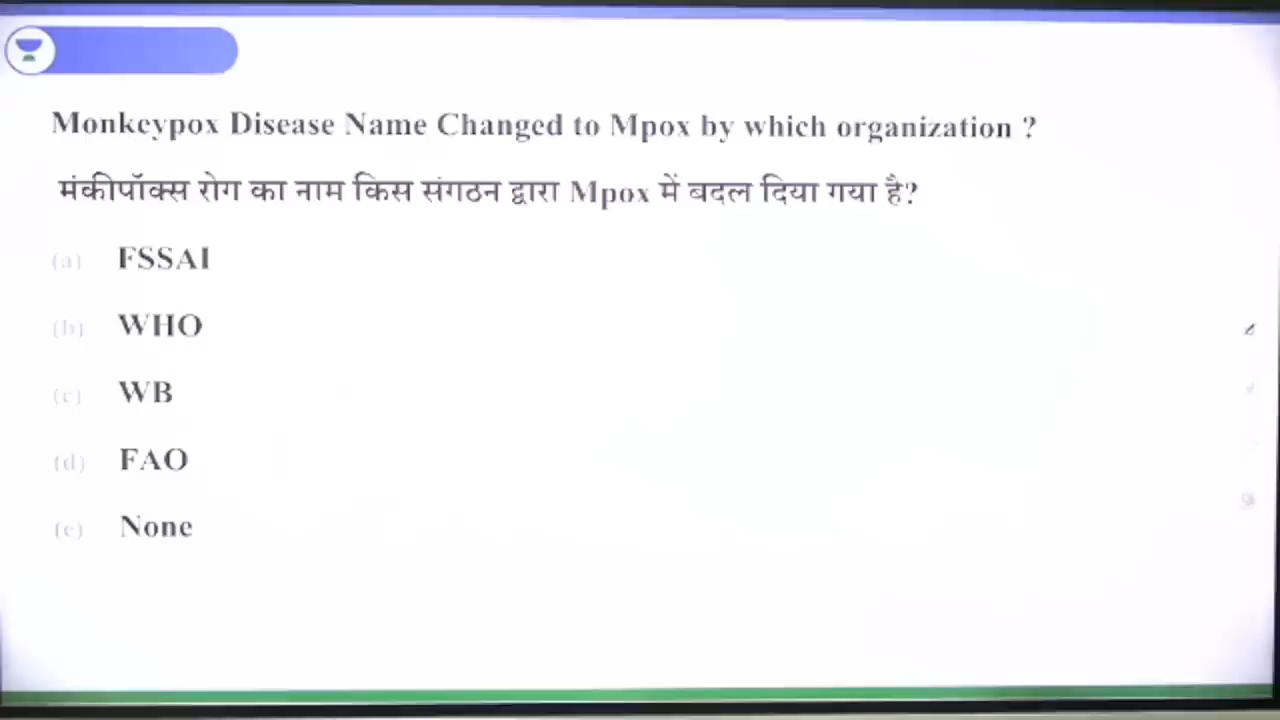 Monkeypox Disease Name Changed to Mpox by which organization ?
मंकीपॉक्स रोग का नाम किस संगठन द्वारा Mpox में बदल दिया गया है?
(a) FSSAI
(b) WHO
(c) WB
(d) FAO
(e) None